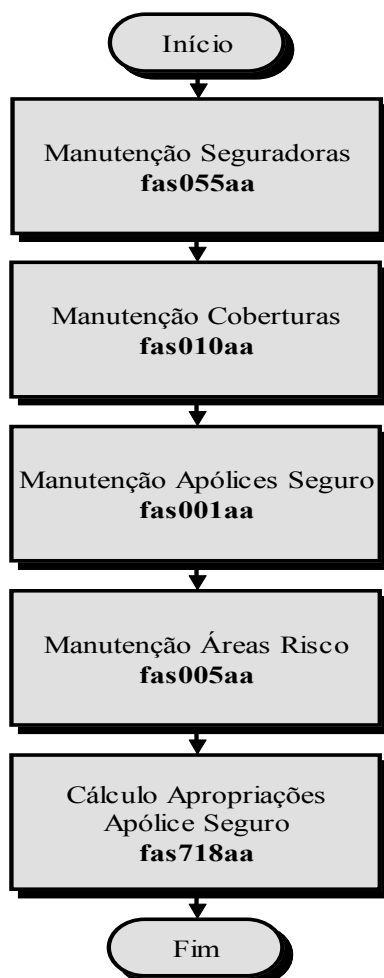 Início
Manutenção Seguradoras
fas055aa
Manutenção Coberturas
fas010aa
Manutenção Apólices Seguro
fas001aa
Manutenção Áreas Risco
fas005aa
Cálculo Apropriações
Apólice Seguro
fas718aa
Fim